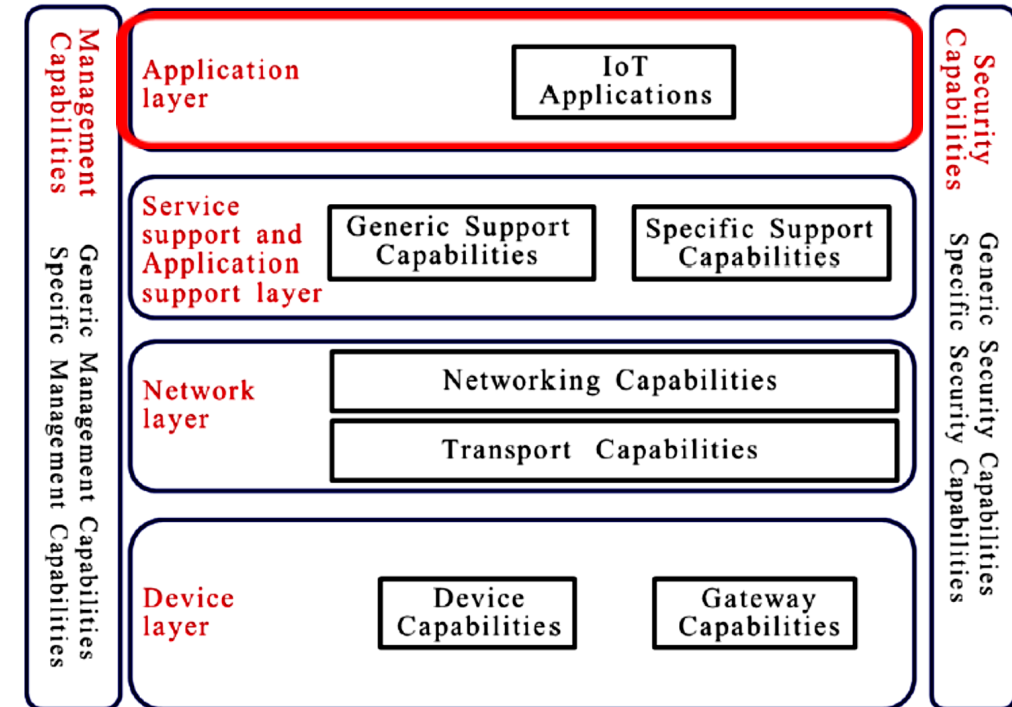 Management
Capabilities
Generic Management Capabilities
Specific Management Capabilities
Application
layer
IoT
Applications
Service
support and
Application
support layer
Generic Support
Capabilities
Specific Support
Capabilities
Network
layer
Networking Capabilities
Transport Capabilities
Device
layer
Device
Capabilities
Gateway
Capabilities
Security
Capabilities
Generic Security Capabilities
Specific Security Capabilities